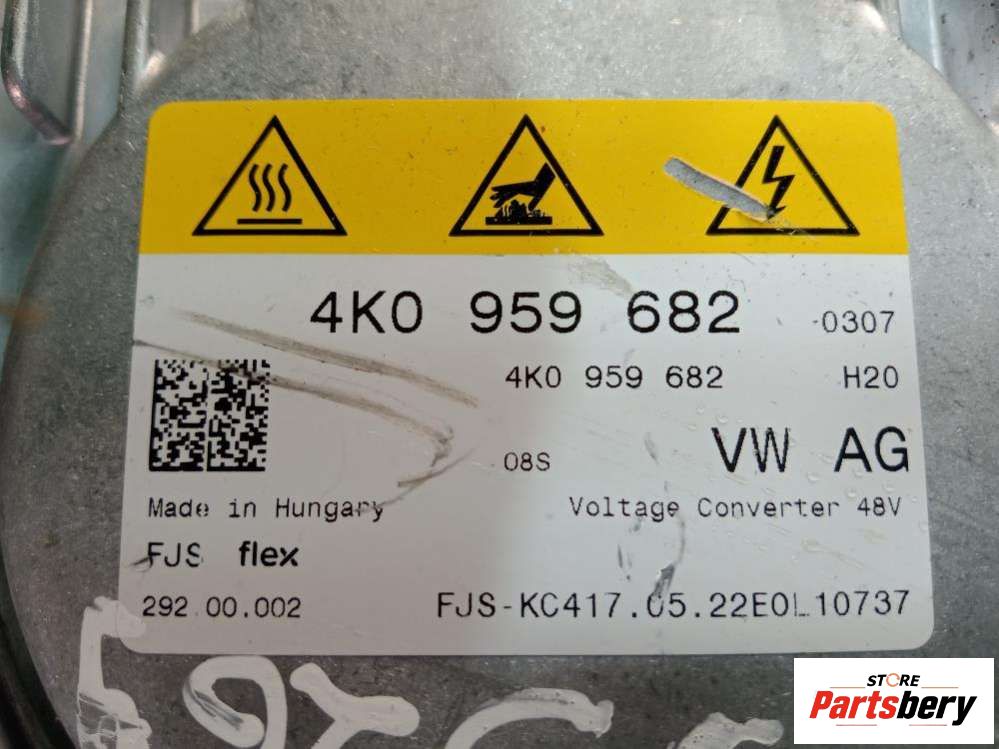 4K0 959 682 -0307
4K0 959 682 H20
08S VW AG
Made in Hungary Voltage Converter 48V
FJS flex
292.00.002 FJS-KC417.05.22E0L10737
STORE
Partsbery